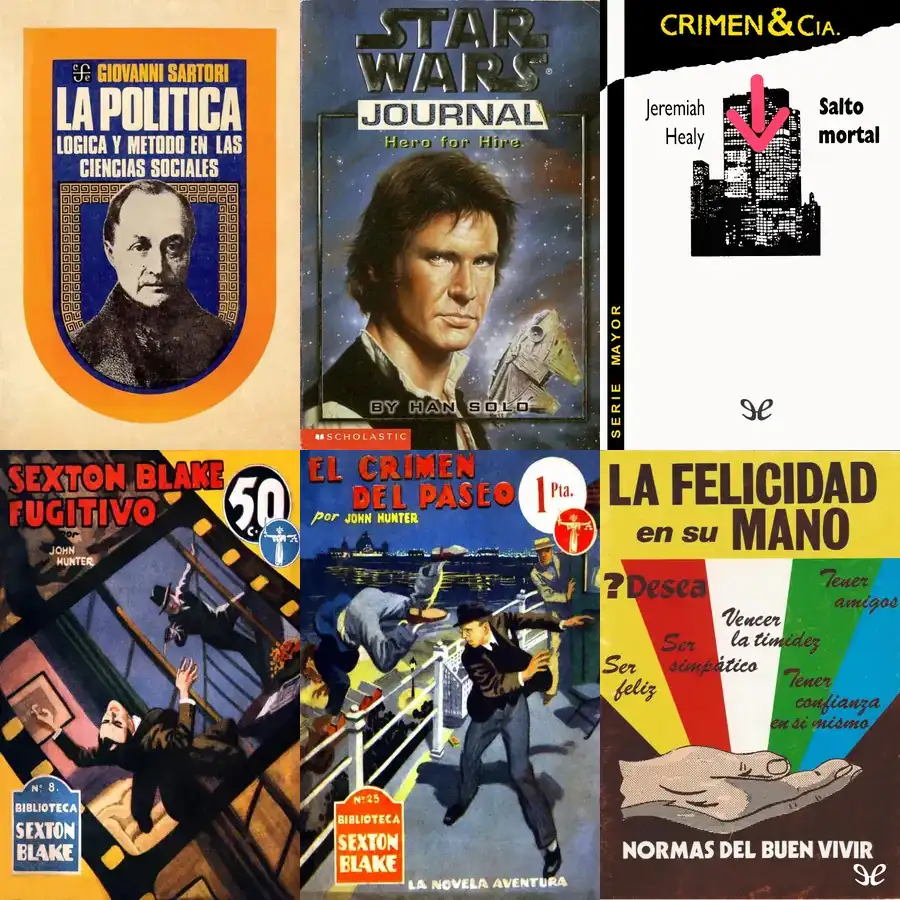 GIOVANNI SARTORI
LA POLITICA
LOGICA Y METODO EN LAS
CIENCIAS SOCIALES
STAR
WARS®
JOURNAL
Hero for Hire
BY HAN SOLO
SCHOLASTIC
CRIMEN & CIA.
Jeremiah
Healy
Salto
mortal
SERIE MAYOR
SEXTON BLAKE
FUGITIVO
por
JOHN
HUNTER
50
Nº 8.
BIBLIOTECA
SEXTON
BLAKE
EL CRIMEN
DEL PASEO
por JOHN HUNTER
1 Pta.
Nº 25
BIBLIOTECA
SEXTON
BLAKE
LA NOVELA AVENTURA
LA FELICIDAD
en su MANO
?Desea
Tener
amigos
Vencer
la timidez
Ser
simpático
Ser
feliz
Tener
confianza
en si mismo
NORMAS DEL BUEN VIVIR